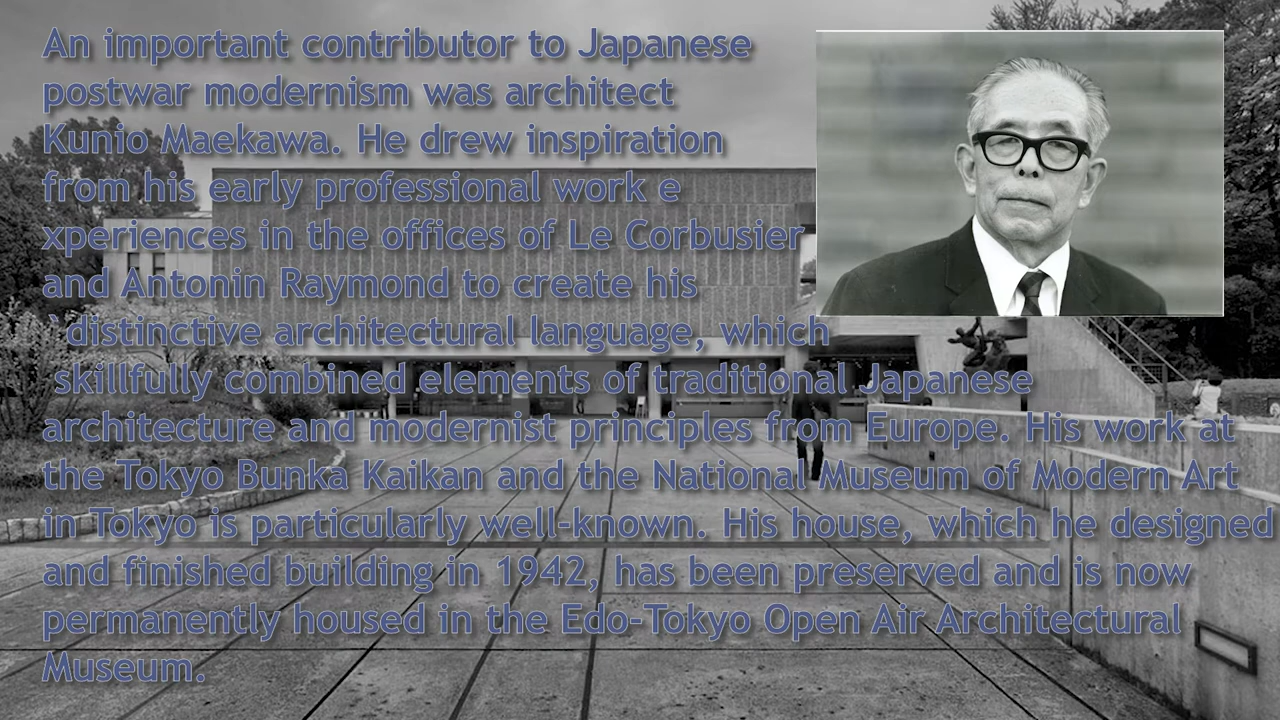 An important contributor to Japanese
postwar modernism was architect
Kunio Maekawa. He drew inspiration
from his early professional work e
xperiences in the offices of Le Corbusier
and Antonin Raymond to create his
`distinctive architectural language, which
skillfully combined elements of traditional Japanese
architecture and modernist principles from Europe. His work at
the Tokyo Bunka Kaikan and the National Museum of Modern Art
in Tokyo is particularly well-known. His house, which he designed
and finished building in 1942, has been preserved and is now
permanently housed in the Edo-Tokyo Open Air Architectural
Museum.